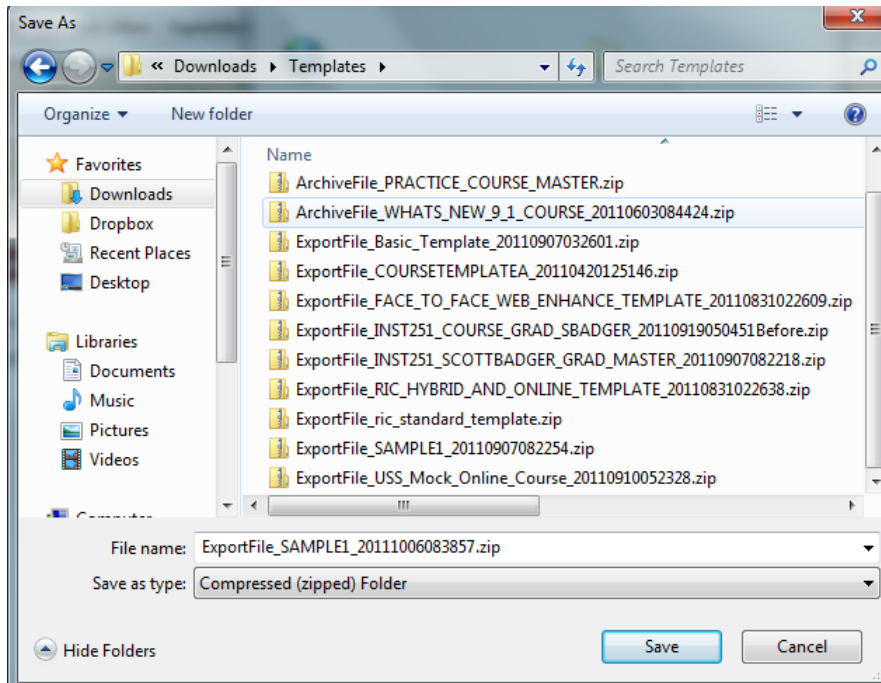 Save As
« Downloads Templates
Search Templates
Organize New folder
Favorites
Downloads
Dropbox
Recent Places
Desktop
Libraries
Documents
Music
Pictures
Videos
Name
ArchiveFile_PRACTICE_COURSE_MASTER.zip
ArchiveFile_WHATS_NEW_9_1_COURSE_20110603084424.zip
ExportFile_Basic_Template_20110907032601.zip
ExportFile_COURSETEMPLATEA_20110420125146.zip
ExportFile_FACE_TO_FACE_WEB_ENHANCE_TEMPLATE_20110831022609.zip
ExportFile_INST251_COURSE_GRAD_SBADGER_20110919050451Before.zip
ExportFile_INST251_SCOTTBADGER_GRAD_MASTER_20110907082218.zip
ExportFile_RIC_HYBRID_AND_ONLINE_TEMPLATE_20110831022638.zip
ExportFile_ric_standard_template.zip
ExportFile_SAMPLE1_20110907082254.zip
ExportFile_USS_Mock_Online_Course_20110910052328.zip
File name: ExportFile_SAMPLE1_20111006083857.zip
Save as type: Compressed (zipped) Folder
Hide Folders
Save
Cancel